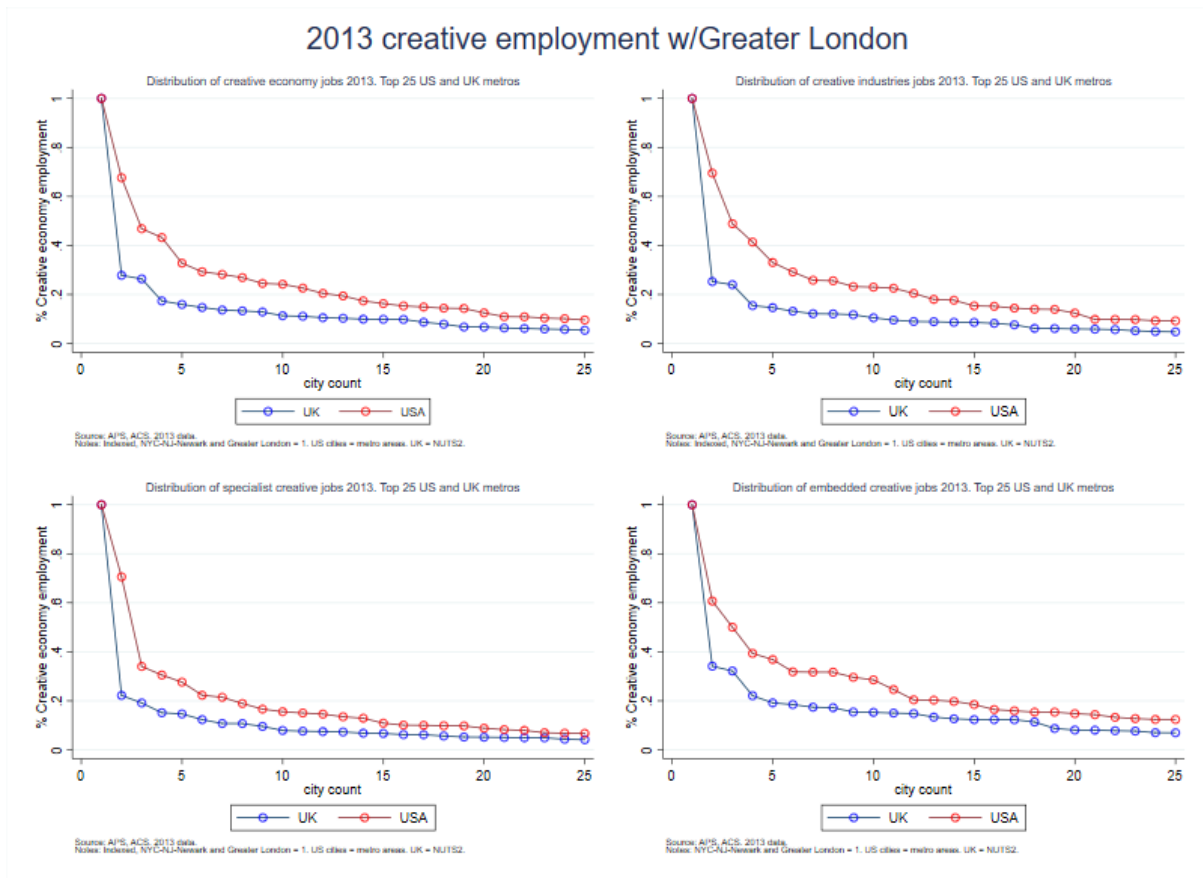 2013 creative employment w/Greater London
Distribution of creative economy jobs 2013. Top 25 US and UK metros
% Creative economy employment
1
.8
.6
.4
.2
0
0 5 10 15 20 25
city count
UK USA
Source: APS, ACS. 2013 data.
Notes: Indexed, NYC-NJ-Newark and Greater London = 1. US cities = metro areas. UK = NUTS2.
Distribution of creative industries jobs 2013. Top 25 US and UK metros
% Creative economy employment
1
.8
.6
.4
.2
0
0 5 10 15 20 25
city count
UK USA
Source: APS, ACS. 2013 data.
Notes: Indexed, NYC-NJ-Newark and Greater London = 1. US cities = metro areas. UK = NUTS2.
Distribution of specialist creative jobs 2013. Top 25 US and UK metros
% Creative economy employment
1
.8
.6
.4
.2
0
0 5 10 15 20 25
city count
UK USA
Source: APS, ACS. 2013 data.
Notes: Indexed, NYC-NJ-Newark and Greater London = 1. US cities = metro areas. UK = NUTS2.
Distribution of embedded creative jobs 2013. Top 25 US and UK metros
% Creative economy employment
1
.8
.6
.4
.2
0
0 5 10 15 20 25
city count
UK USA
Source: APS, ACS. 2013 data.
Notes: NYC-NJ-Newark and Greater London = 1. US cities = metro areas. UK = NUTS2.